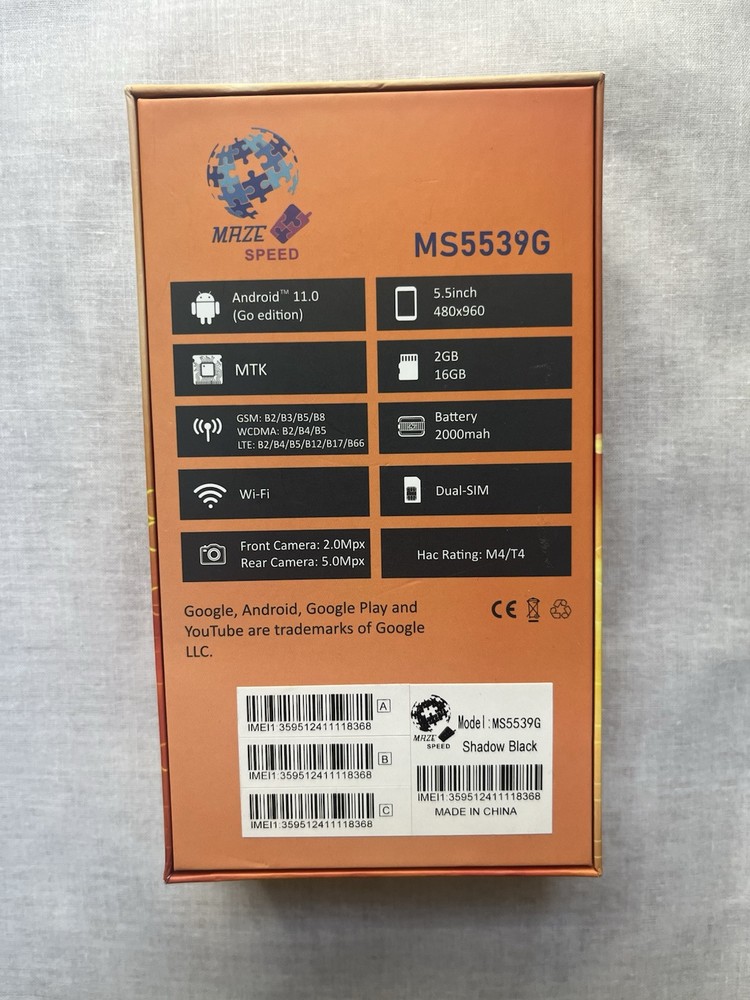 MAZE
SPEED
MS5539G
Android™ 11.0
(Go edition)
5.5inch
480x960
MTK
2GB
16GB
GSM: B2/B3/B5/B8
WCDMA: B2/B4/B5
LTE: B2/B4/B5/B12/B17/B66
Battery
2000mah
Wi-Fi
Dual-SIM
Front Camera: 2.0Mpx
Rear Camera: 5.0Mpx
Hac Rating: M4/T4
Google, Android, Google Play and
YouTube are trademarks of Google
LLC.
CE
A
IMEI1:359512411118368
B
IMEI1:359512411118368
C
IMEI1:359512411118368
MAZE
SPEED
Model:MS5539G
Shadow Black
IMEI1:359512411118368
MADE IN CHINA